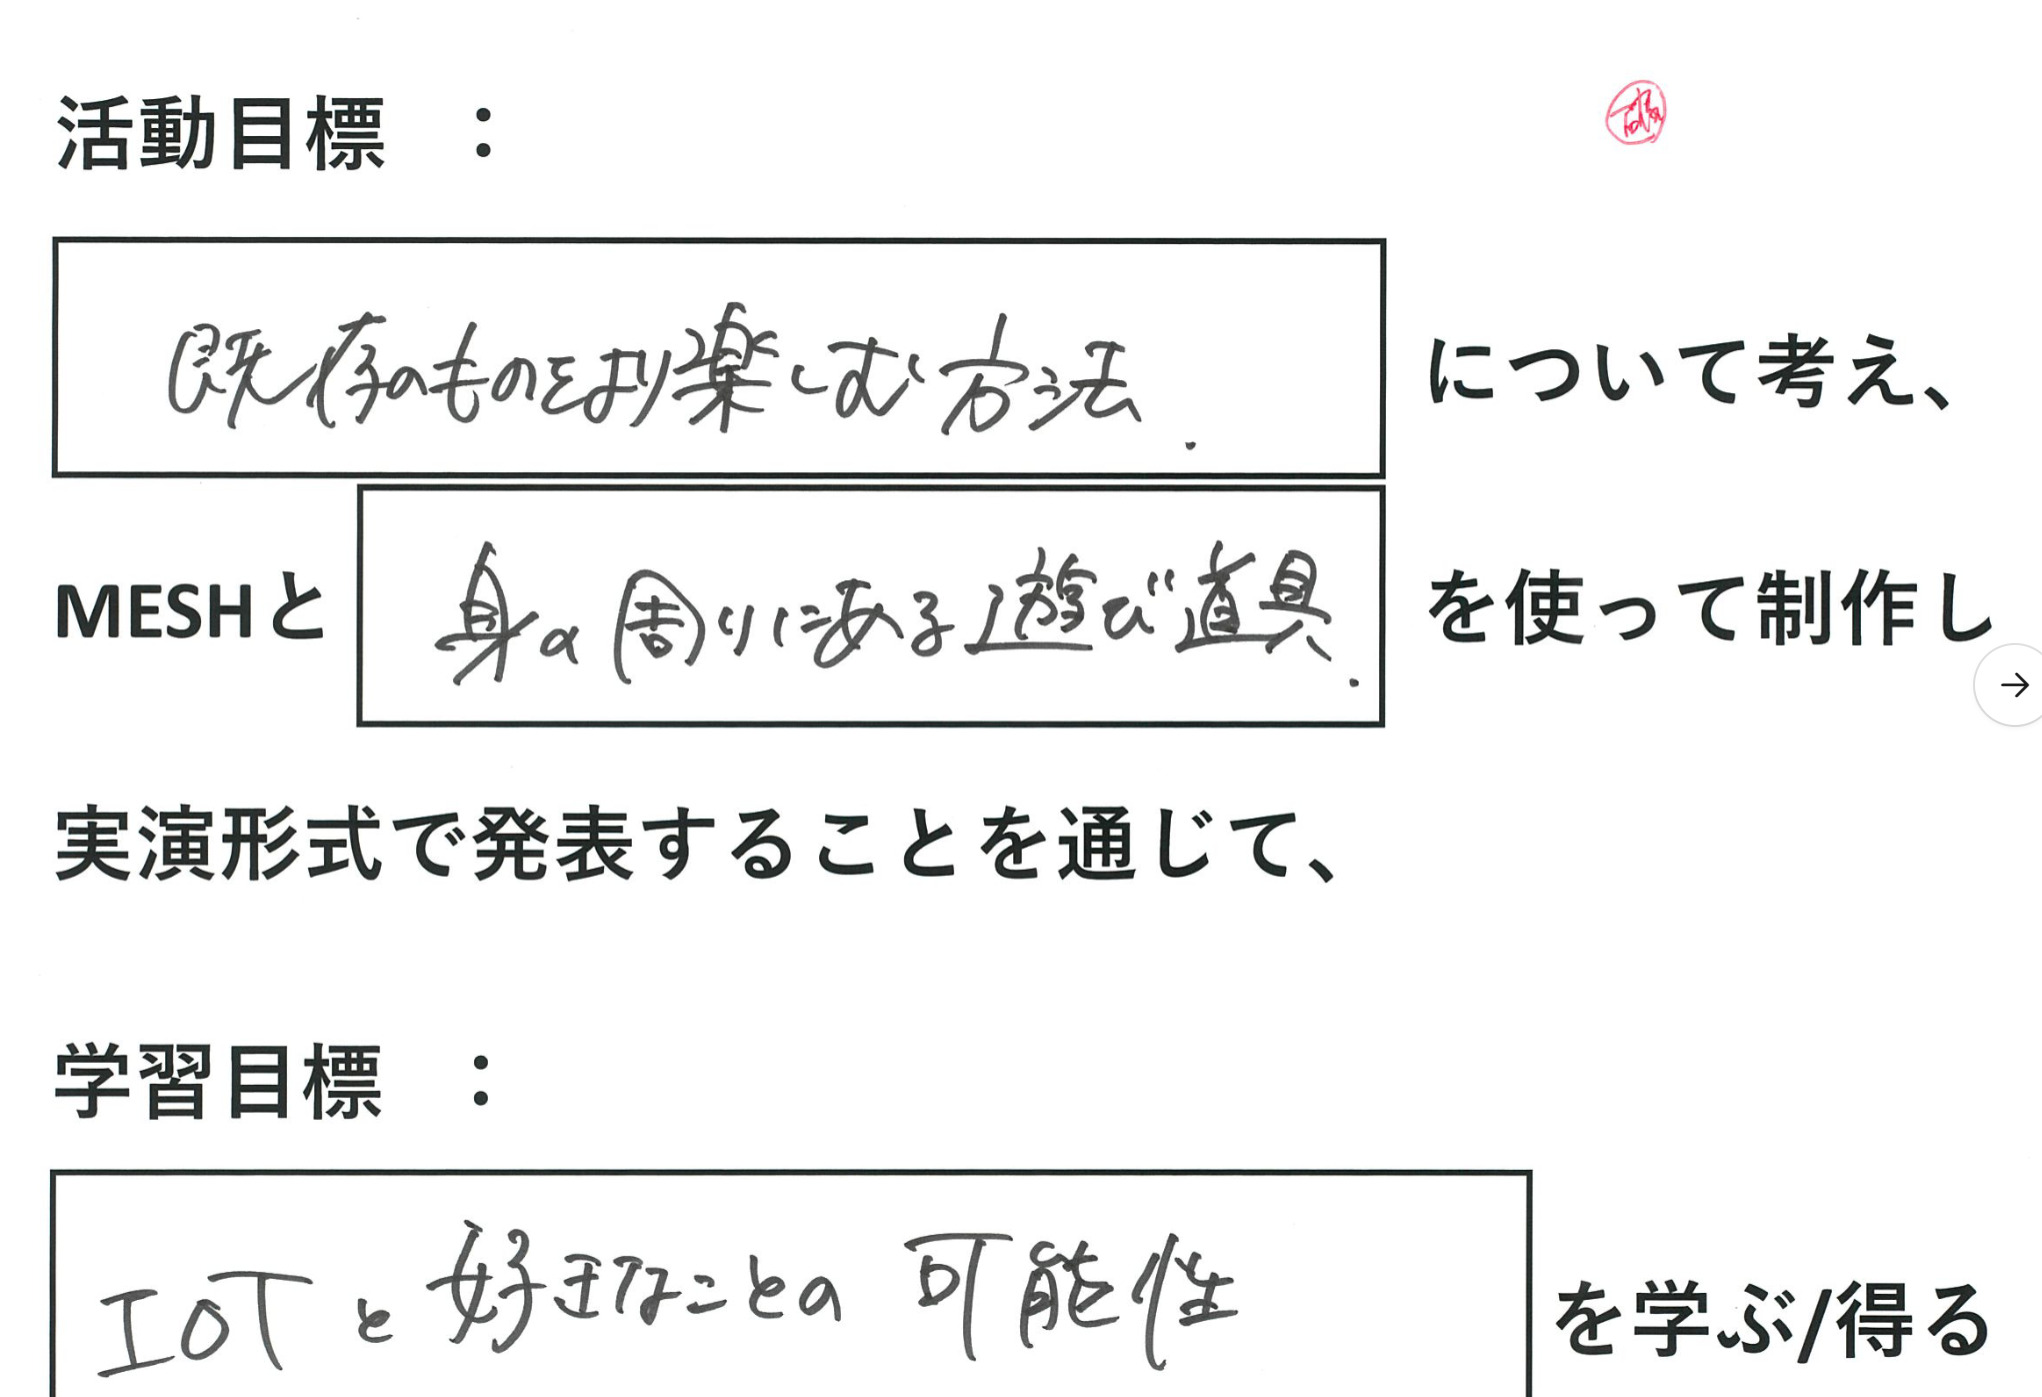 活動目標 :
既存のものをより楽しむ方法. について考え、
MESHと 身の周りにある遊び道具. を使って制作し
実演形式で発表することを通じて、
学習目標 :
IoTと好きなことの可能性 を学ぶ/得る